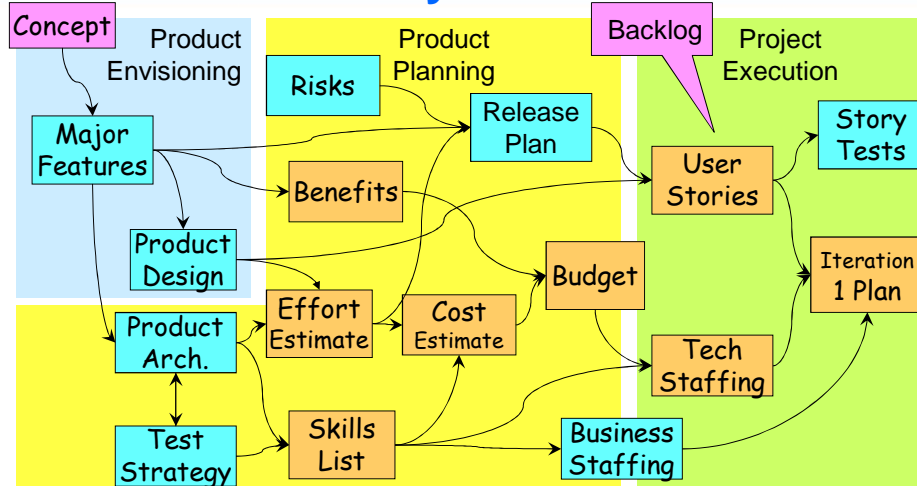 Concept
Product
Envisioning
Product
Planning
Backlog
Project
Execution
Risks
Major
Features
Release
Plan
Story
Tests
User
Stories
Benefits
Product
Design
Budget
Iteration
1 Plan
Effort
Estimate
Cost
Estimate
Product
Arch.
Tech
Staffing
Test
Strategy
Skills
List
Business
Staffing